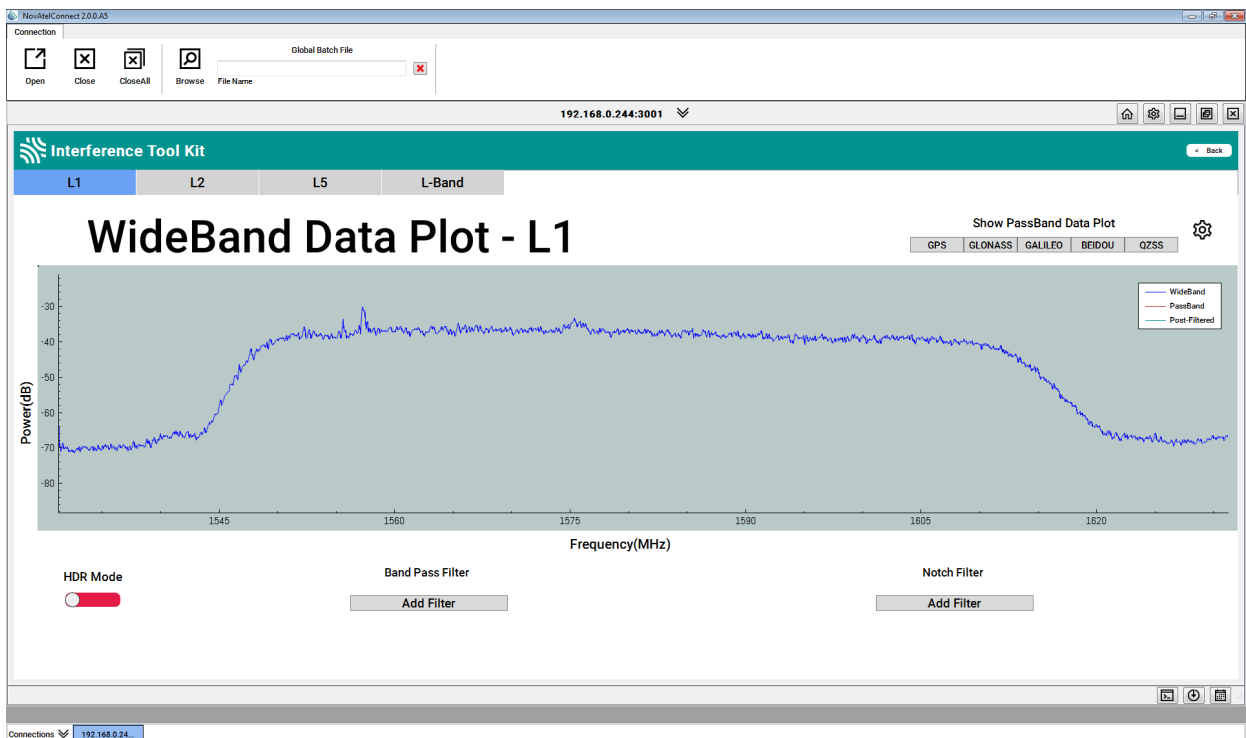 NovAtelConnect 2.0.0.A5
Connection
Global Batch File
Open Close CloseAll Browse File Name
192.168.0.244:3001
Interference Tool Kit
< Back
L1 L2 L5 L-Band
WideBand Data Plot - L1
Show PassBand Data Plot
GPS GLONASS GALILEO BEIDOU QZSS
WideBand
PassBand
Post-Filtered
-30
-40
-50
-60
-70
-80
Power(dB)
1545 1560 1575 1590 1605 1620
Frequency(MHz)
HDR Mode
Band Pass Filter
Add Filter
Notch Filter
Add Filter
Connections 192.168.0.24...